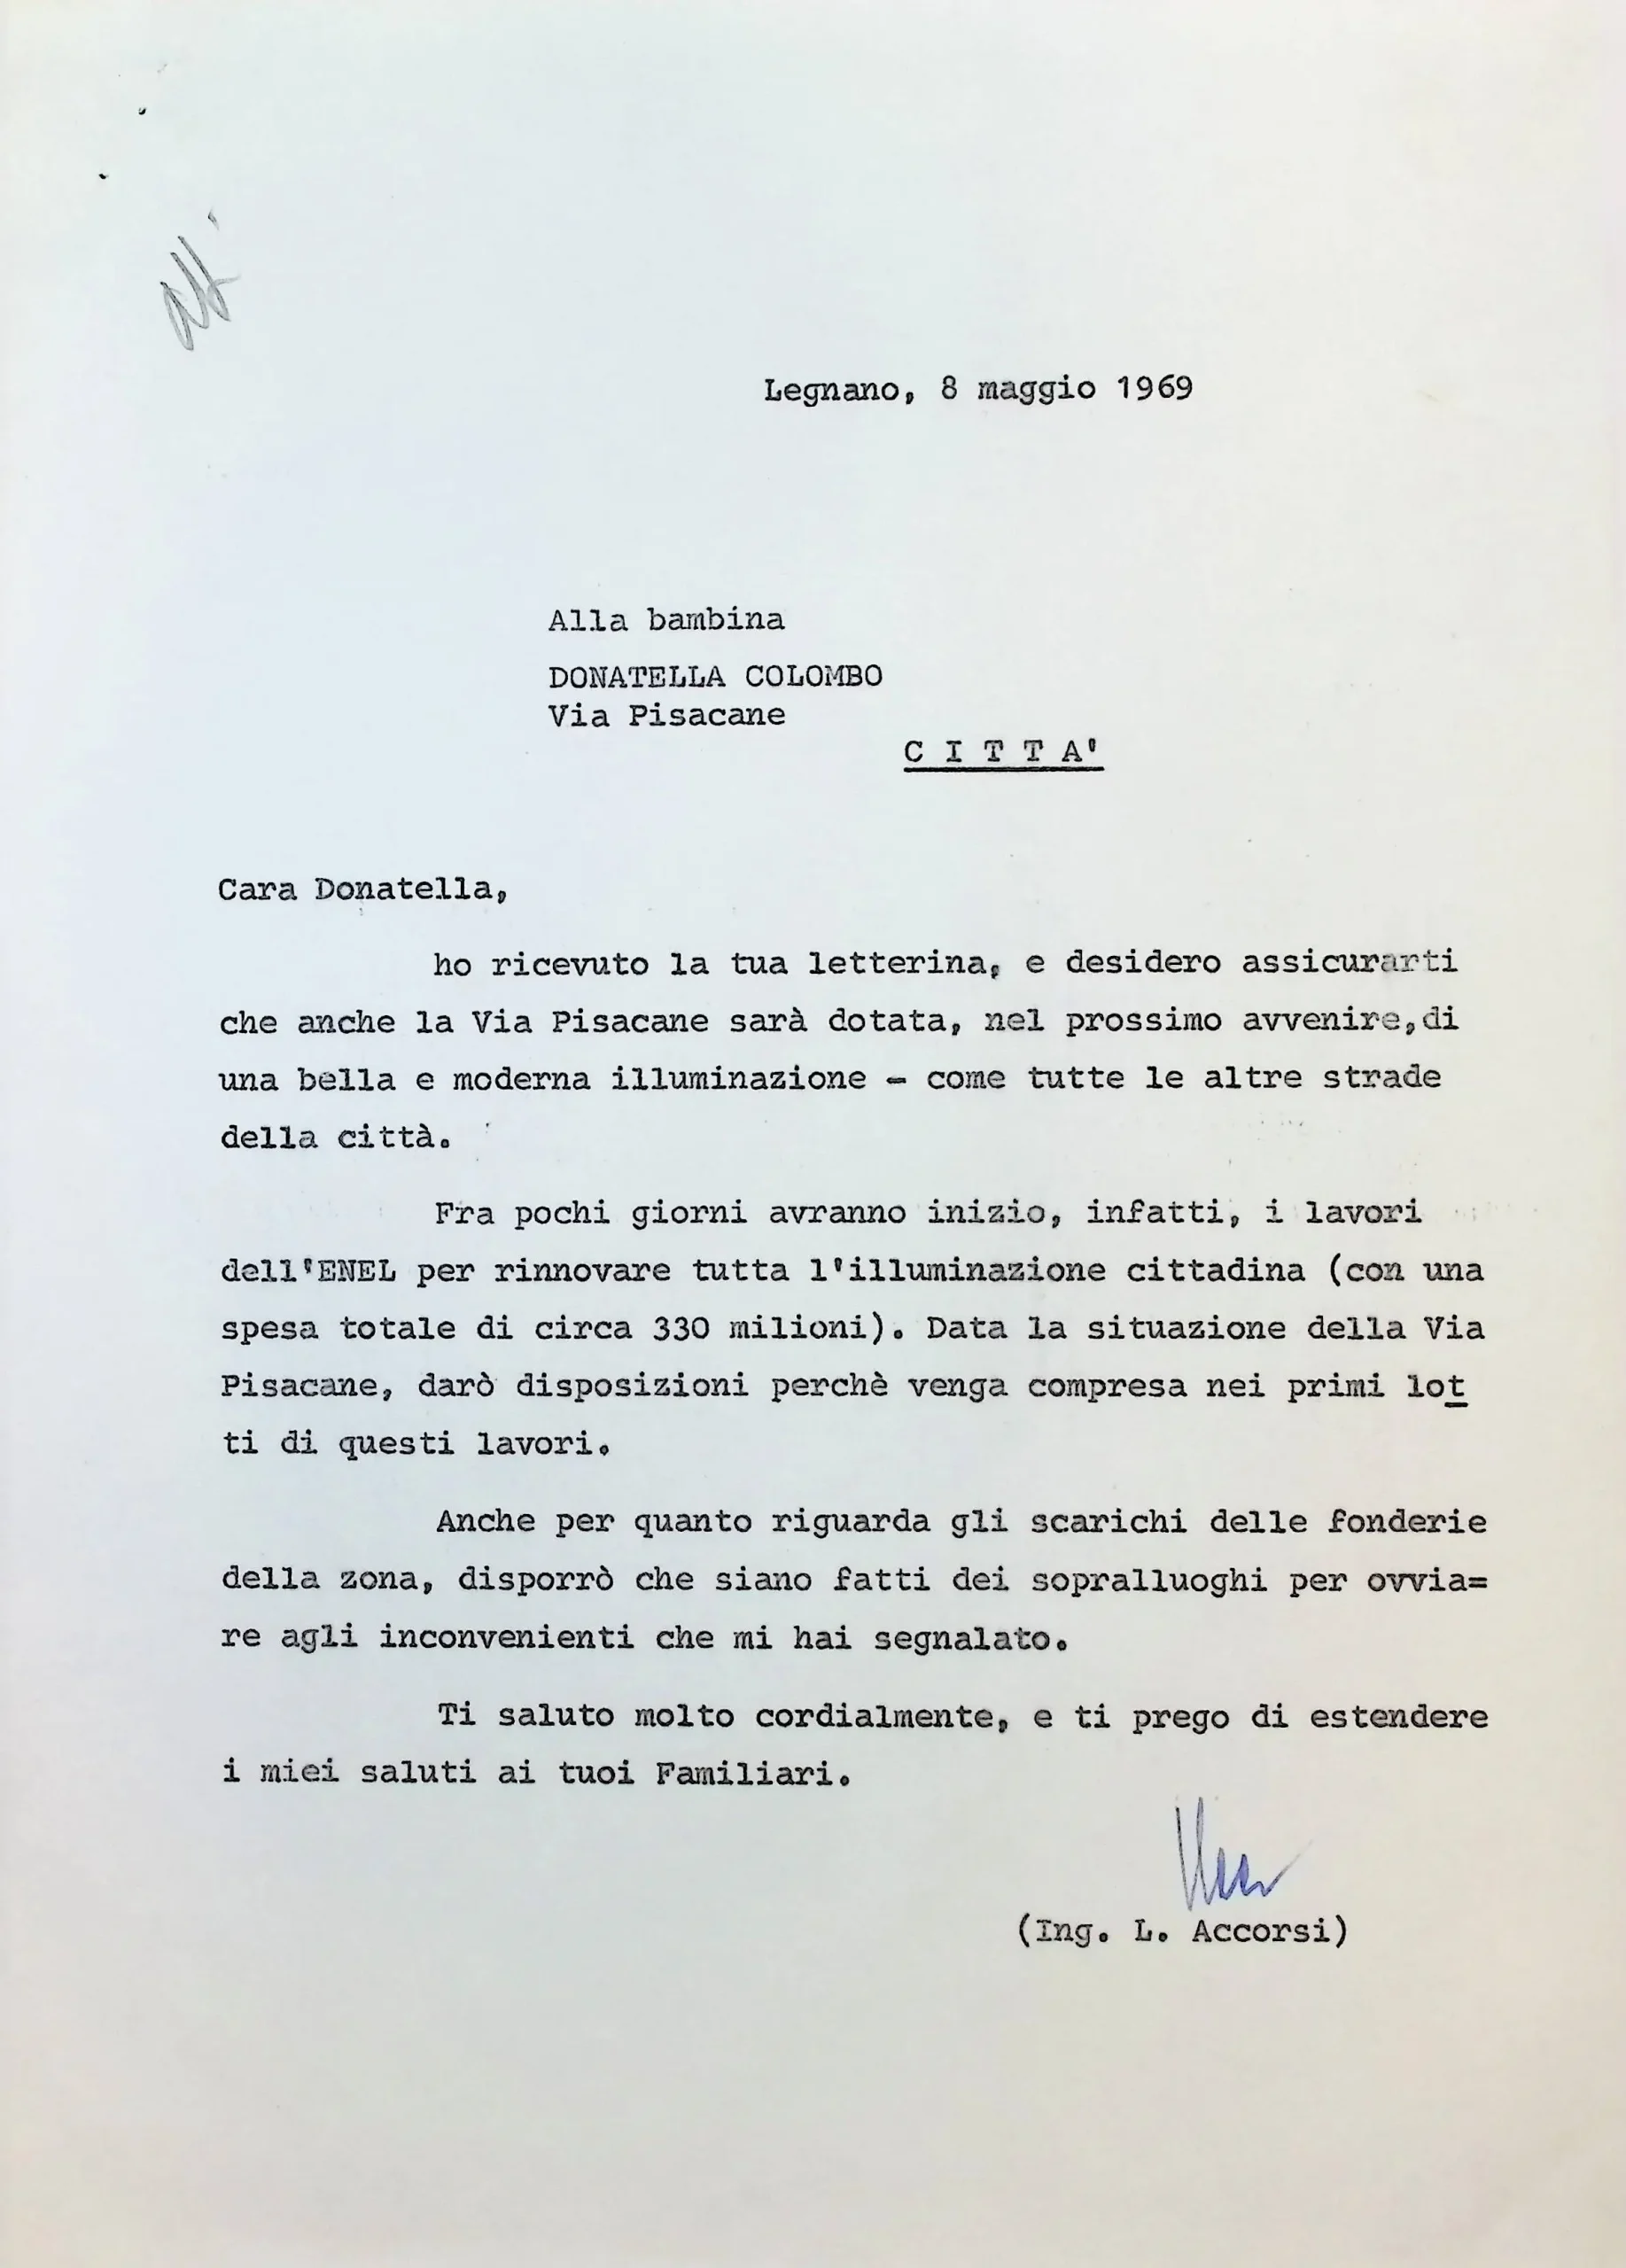 Legnano, 8 maggio 1969
Alla bambina
DONATELLA COLOMBO
Via Pisacane
C I T T A'
Cara Donatella,
ho ricevuto la tua letterina, e desidero assicurarti
che anche la Via Pisacane sarà dotata, nel prossimo avvenire,di
una bella e moderna illuminazione - come tutte le altre strade
della città.
Fra pochi giorni avranno inizio, infatti, i lavori
dell'ENEL per rinnovare tutta l'illuminazione cittadina (con una
spesa totale di circa 330 milioni). Data la situazione della Via
Pisacane, darò disposizioni perchè venga compresa nei primi lot
ti di questi lavori.
Anche per quanto riguarda gli scarichi delle fonderie
della zona, disporrò che siano fatti dei sopralluoghi per ovvia=
re agli inconvenienti che mi hai segnalato.
Ti saluto molto cordialmente, e ti prego di estendere
i miei saluti ai tuoi Familiari.
(Ing. L. Accorsi)